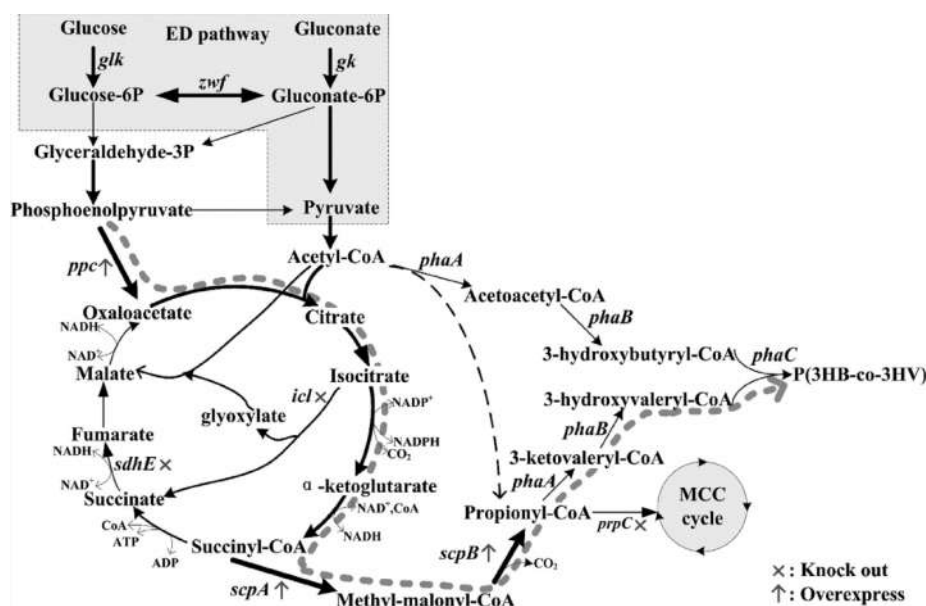 Glucose
ED pathway
Gluconate
glk
gk
zwf
Glucose-6P
Gluconate-6P
Glyceraldehyde-3P
Phosphoenolpyruvate
Pyruvate
Acetyl-CoA
phaA
ppc↑
Acetoacetyl-CoA
Oxaloacetate
Citrate
phaB
NADH
3-hydroxybutyryl-CoA
phaC
NAD⁺
Malate
Isocitrate
P(3HB-co-3HV)
icl×
3-hydroxyvaleryl-CoA
NADP⁺
glyoxylate
phaB
Fumarate
NADPH
CO₂
NADH
sdhE×
3-ketovaleryl-CoA
NAD⁺
α-ketoglutarate
phaA
Succinate
NAD⁺,CoA
MCC
cycle
Propionyl-CoA
prpC×
CoA
NADH
ATP
Succinyl-CoA
ADP
scpB↑
CO₂
scpA↑
×: Knock out
Methyl-malonyl-CoA
↑: Overexpress